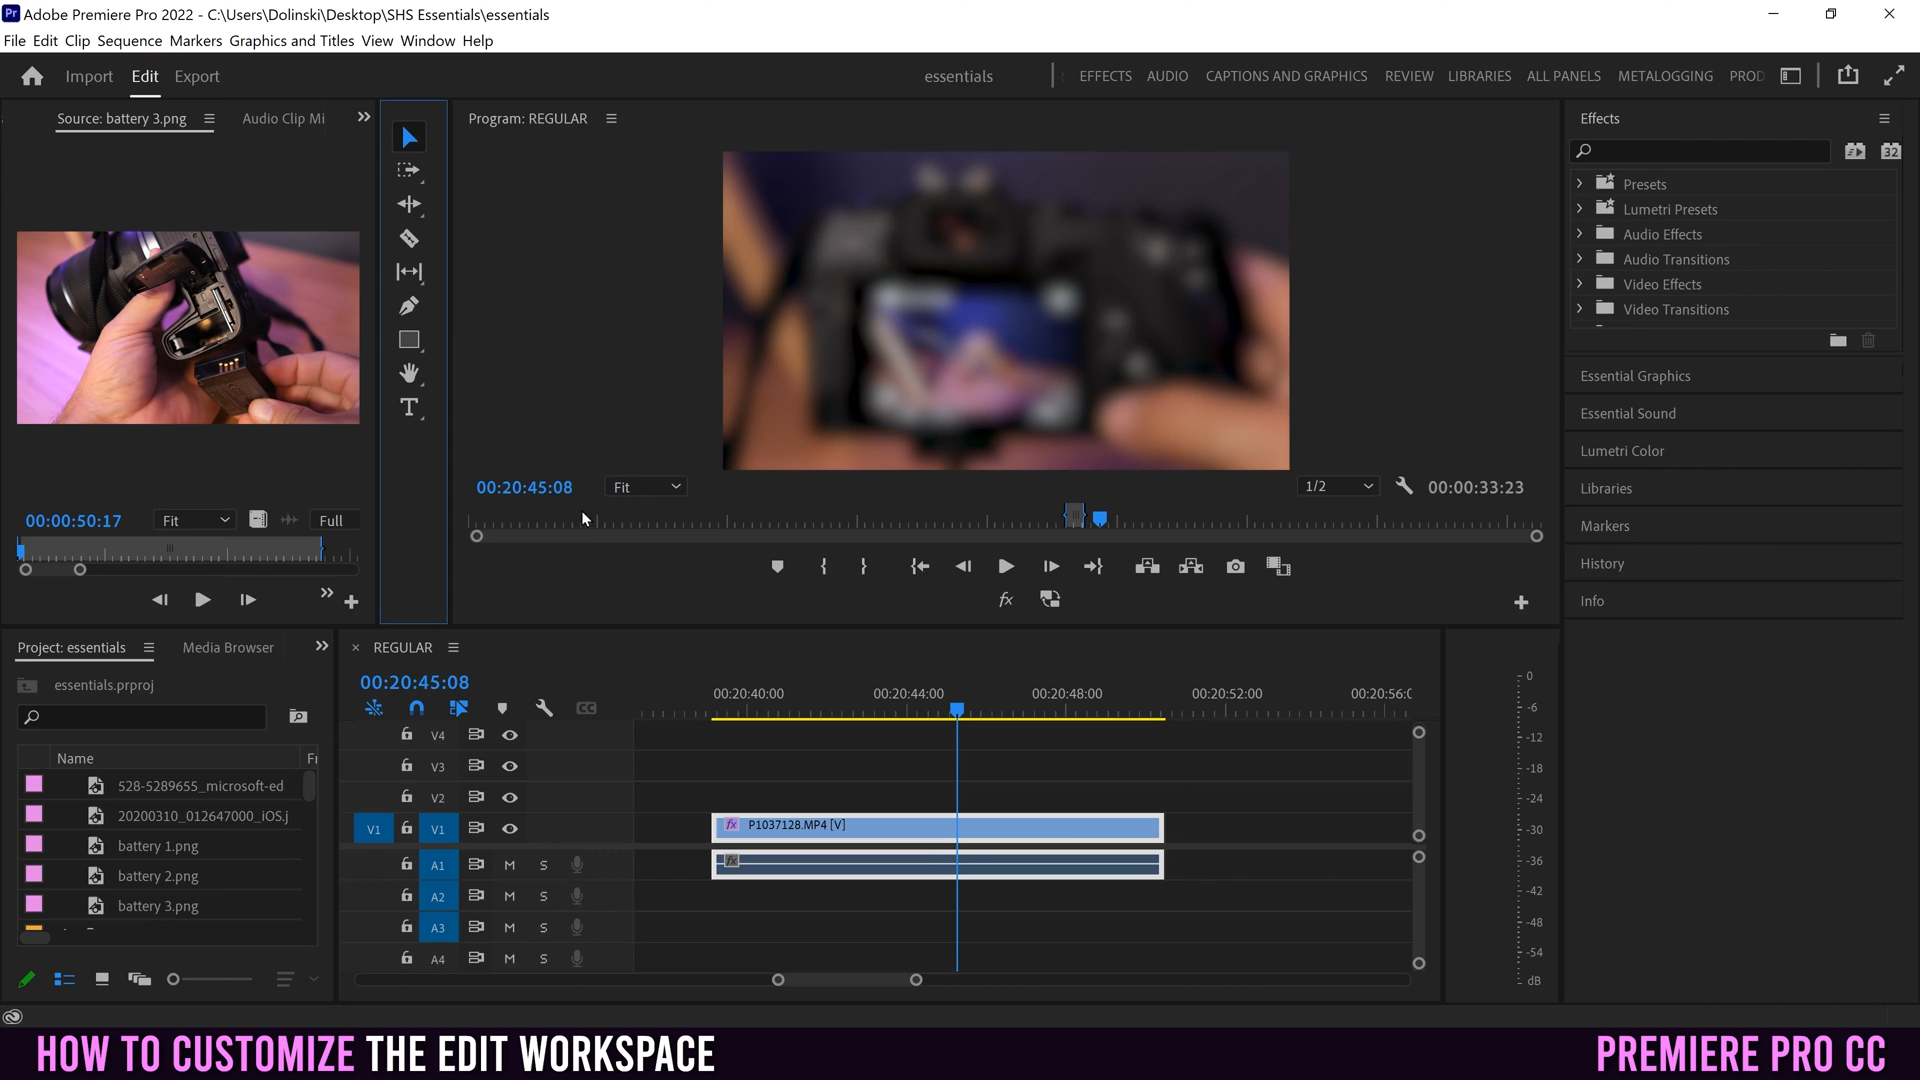 Adobe Premiere Pro 2022 - C:\Users\Dolinski\Desktop\SHS Essentials\essentials
File Edit Clip Sequence Markers Graphics and Titles View Window Help
Import Edit Export
essentials
EFFECTS AUDIO CAPTIONS AND GRAPHICS REVIEW LIBRARIES ALL PANELS METALOGGING PROD
Source: battery 3.png
Audio Clip Mi
00:00:50:17
Fit
Full
Program: REGULAR
00:20:45:08
Fit
1/2
00:00:33:23
Effects
32
Presets
Lumetri Presets
Audio Effects
Audio Transitions
Video Effects
Video Transitions
Essential Graphics
Essential Sound
Lumetri Color
Libraries
Markers
History
Info
Project: essentials
Media Browser
essentials.prproj
Name
Fr
528-5289655_microsoft-ed
20200310_012647000_iOS.j
battery 1.png
battery 2.png
battery 3.png
REGULAR
00:20:45:08
00:20:40:00 00:20:44:00 00:20:48:00 00:20:52:00 00:20:56:0
V4
V3
V2
V1 V1
fx P1037128.MP4 [V]
A1 M S
fx
A2 M S
A3 M S
A4 M S
0
-6
-12
-18
-24
-30
-36
-42
-48
-54
dB
HOW TO CUSTOMIZE THE EDIT WORKSPACE
PREMIERE PRO CC